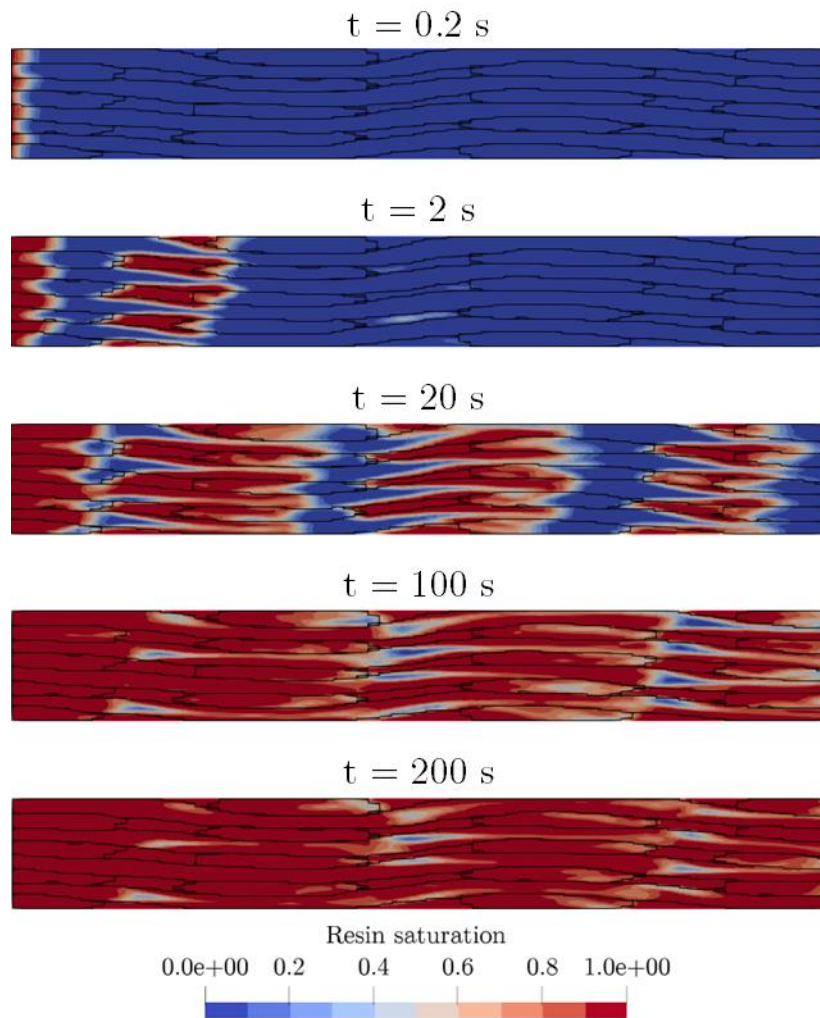 t = 0.2 s
t = 2 s
t = 20 s
t = 100 s
t = 200 s
Resin saturation
0.0e+00 0.2 0.4 0.6 0.8 1.0e+00